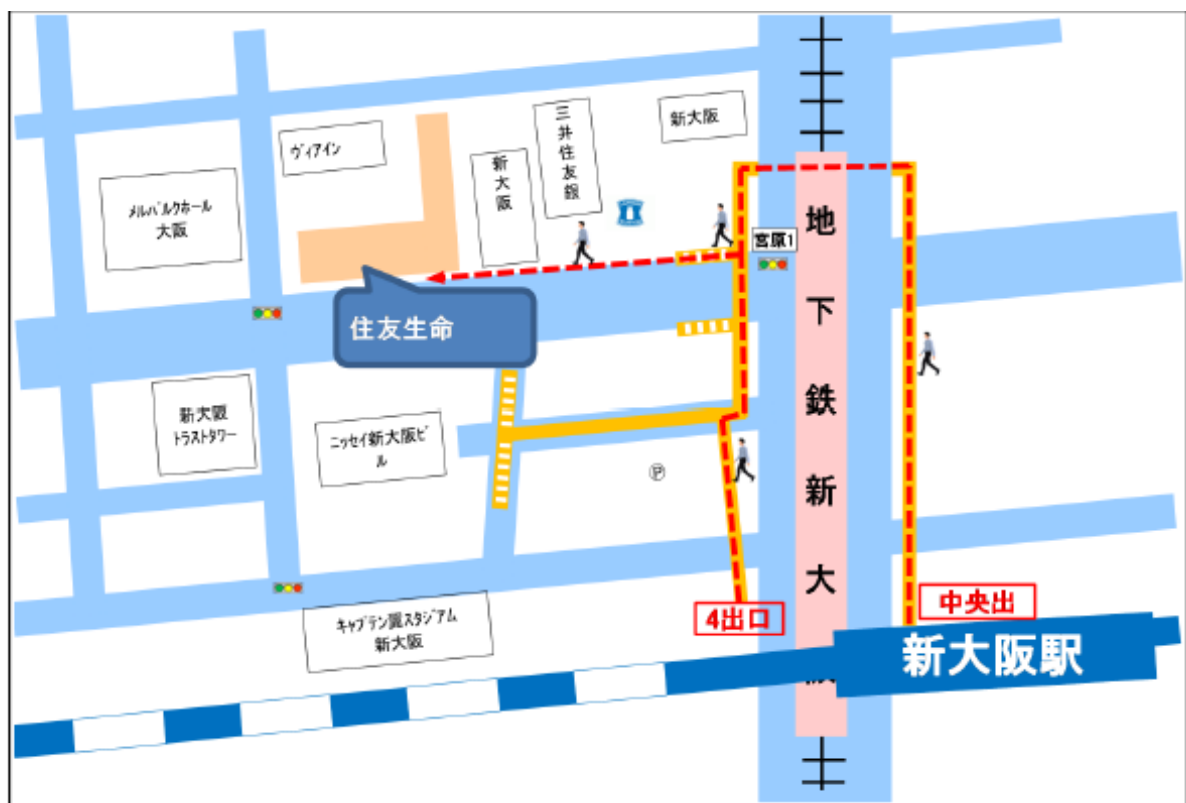 新大阪
三井住友銀
ヴィアイン
新大阪
メルパルクホール
大阪
宮原1
地下鉄新大
住友生命
新大阪
トラストタワー
ニッセイ新大阪ビ
ル
Ⓟ
4出口
中央出
キャプテン翼スタジアム
新大阪
新大阪駅